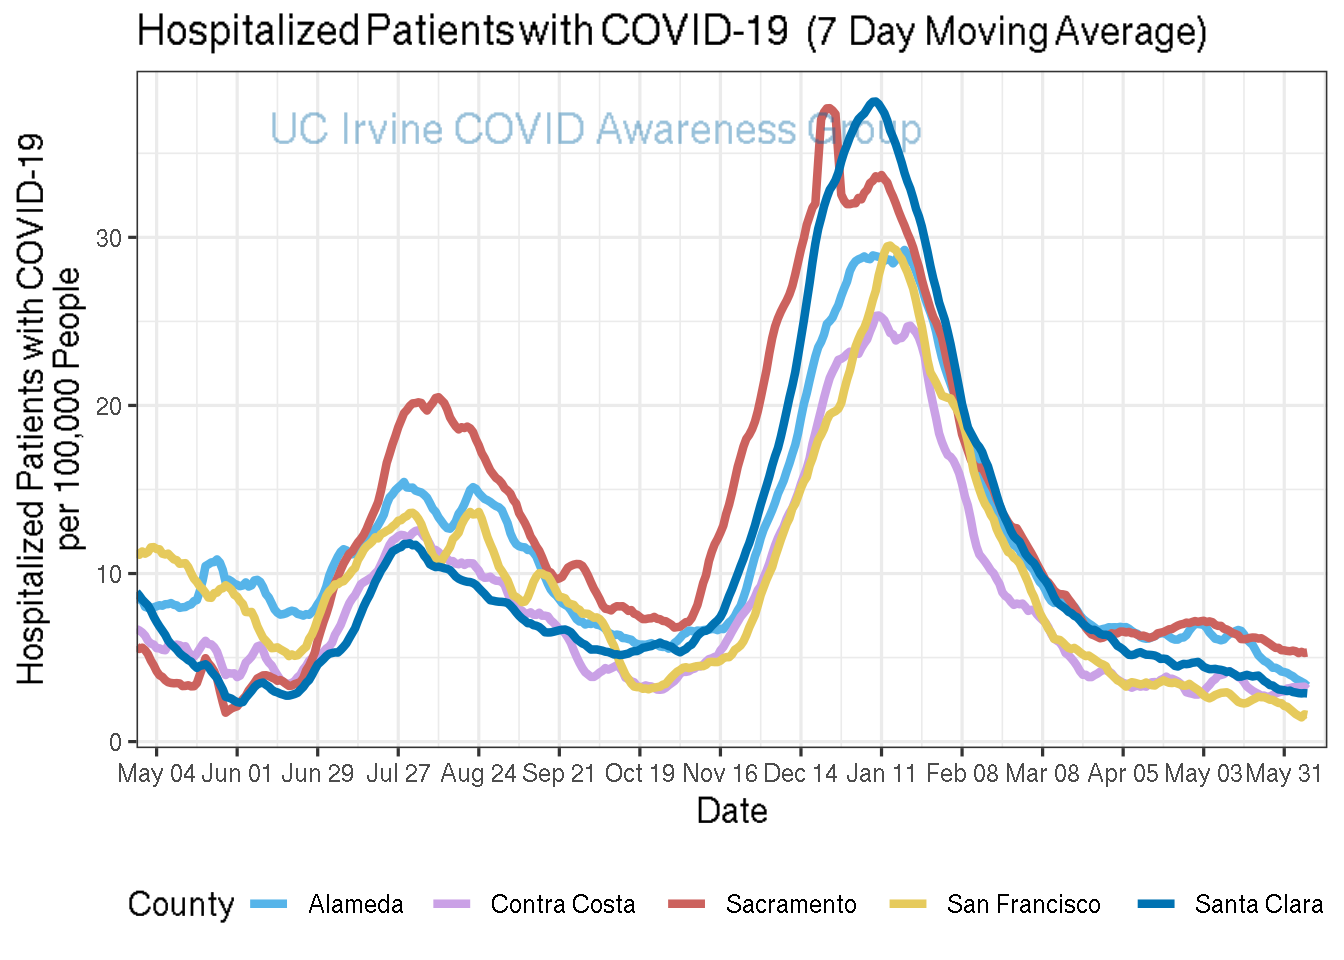 Hospitalized Patients with COVID-19 (7 Day Moving Average)
UC Irvine COVID Awareness Group
Hospitalized Patients with COVID-19
per 100,000 People
30
20
10
0
May 04 Jun 01 Jun 29 Jul 27 Aug 24 Sep 21 Oct 19 Nov 16 Dec 14 Jan 11 Feb 08 Mar 08 Apr 05 May 03 May 31
Date
County Alameda Contra Costa Sacramento San Francisco Santa Clara